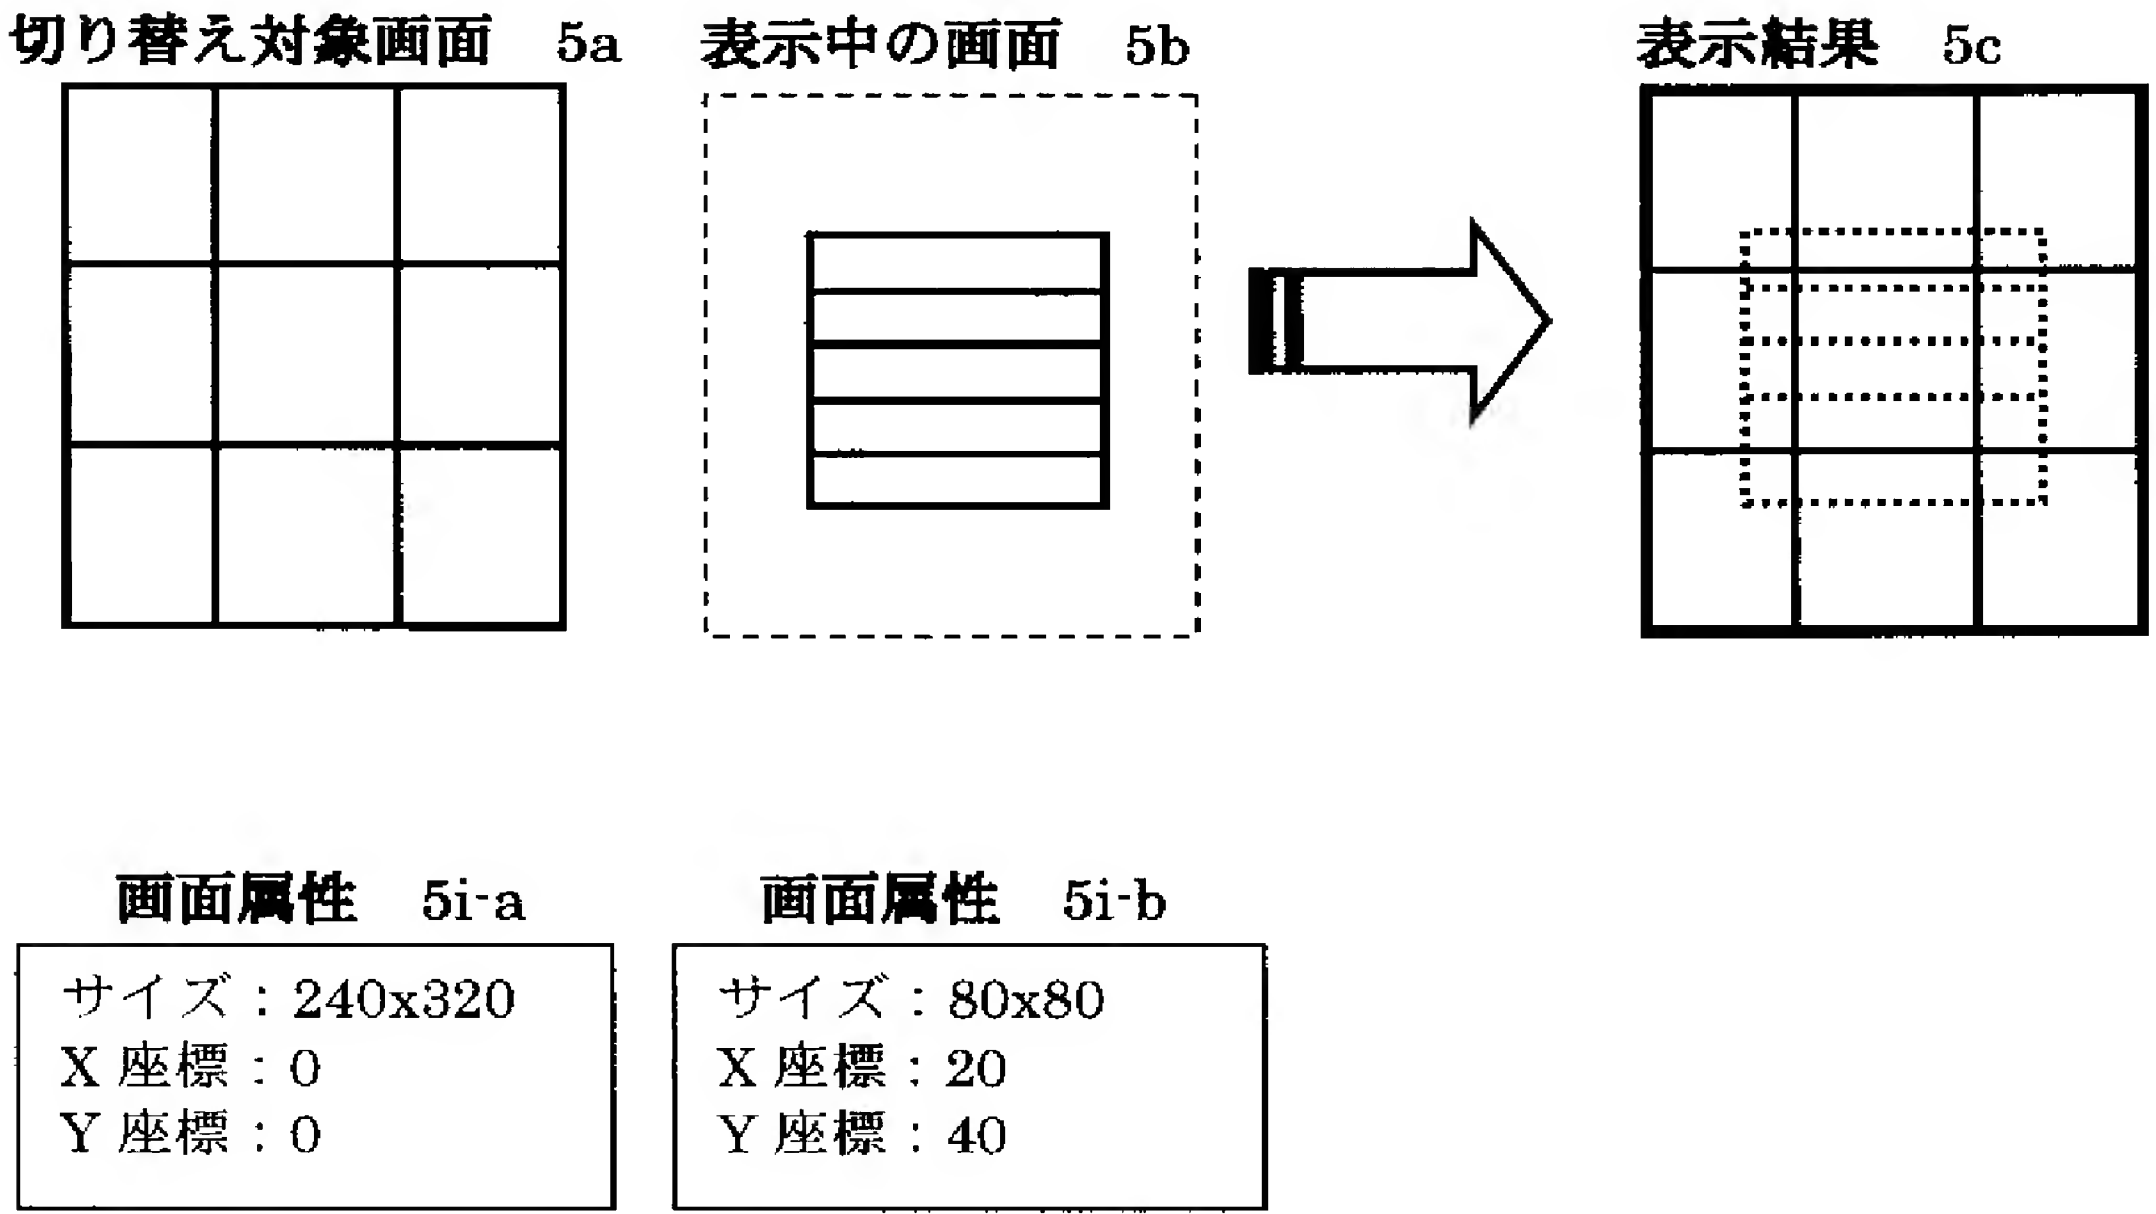 切り替え対象画面 5a
表示中の画面 5b
表示結果 5c
画面属性 5i-a
サイズ：240x320
X 座標：0
Y 座標：0
画面属性 5i-b
サイズ：80x80
X 座標：20
Y 座標：40